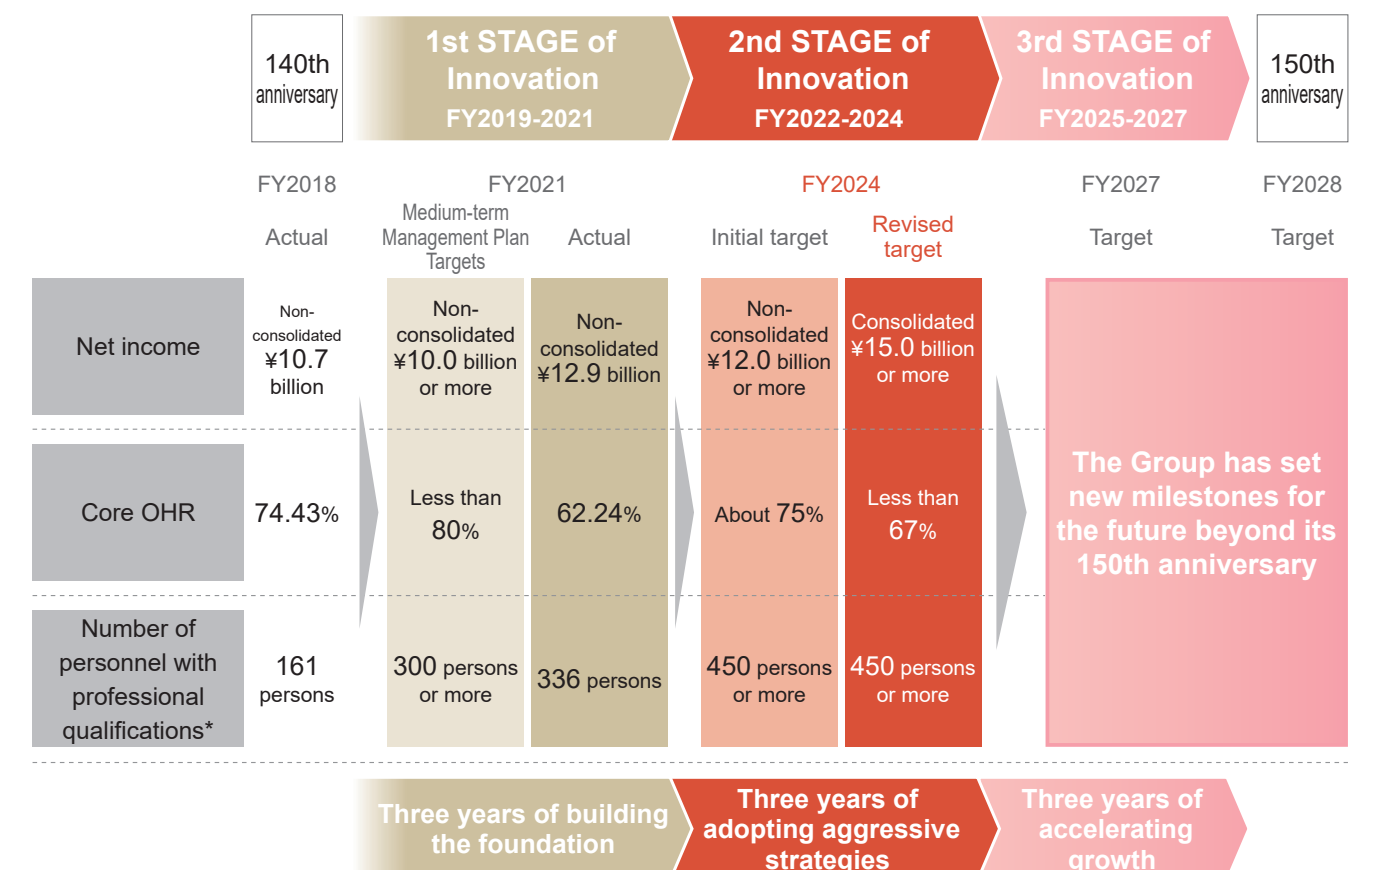 140th
anniversary
1st STAGE of
Innovation
FY2019-2021
2nd STAGE of
Innovation
FY2022-2024
3rd STAGE of
Innovation
FY2025-2027
150th
anniversary
FY2018
FY2021
FY2024
FY2027
FY2028
Actual
Medium-term
Management Plan
Targets
Actual
Initial target
Revised
target
Target
Target
Net income
Non-
consolidated
¥10.7
billion
Non-
consolidated
¥10.0 billion
or more
Non-
consolidated
¥12.9 billion
Non-
consolidated
¥12.0 billion
or more
Consolidated
¥15.0 billion
or more
Core OHR
74.43%
Less than
80%
62.24%
About 75%
Less than
67%
The Group has set
new milestones for
the future beyond its
150th anniversary
Number of
personnel with
professional
qualifications*
161
persons
300 persons
or more
336 persons
450 persons
or more
450 persons
or more
Three years of building
the foundation
Three years of
adopting aggressive
strategies
Three years of
accelerating
growth